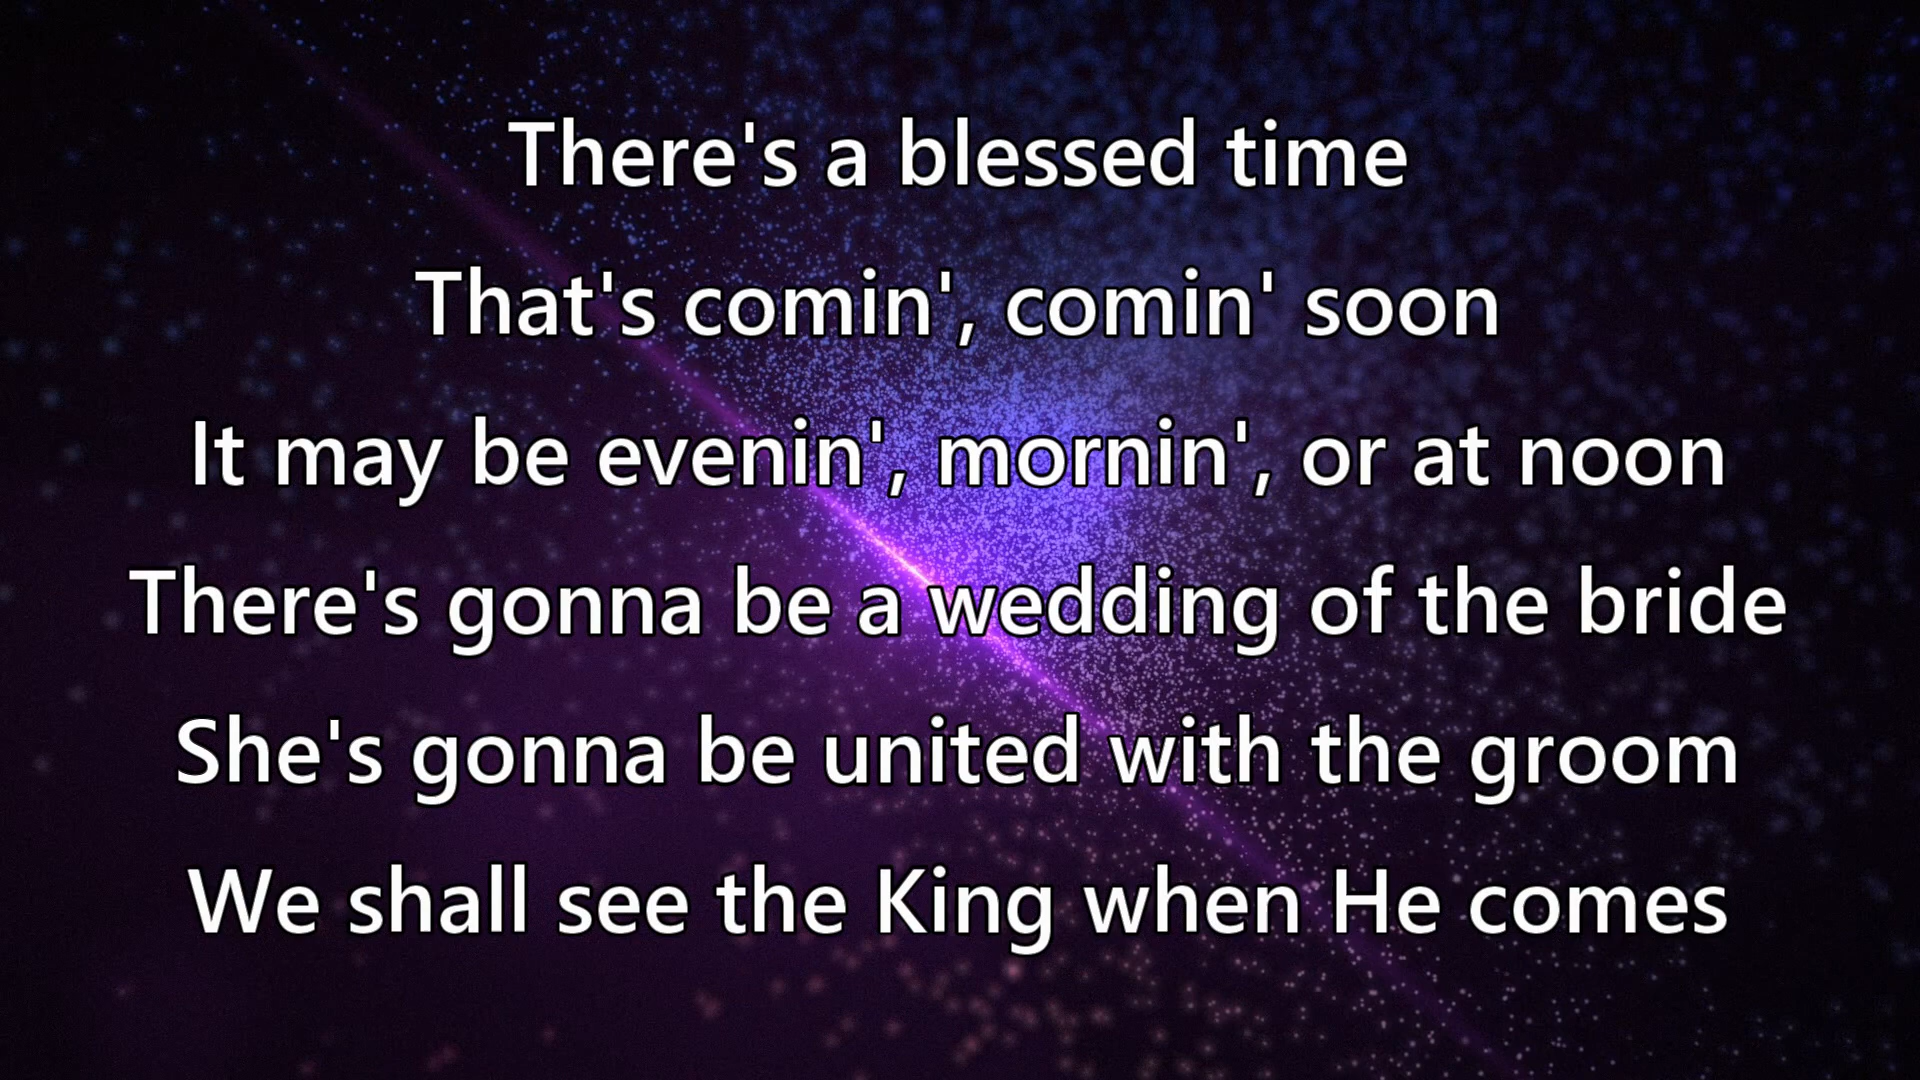 There's a blessed time
That's comin', comin' soon
It may be evenin', mornin', or at noon
There's gonna be a wedding of the bride
She's gonna be united with the groom
We shall see the King when He comes